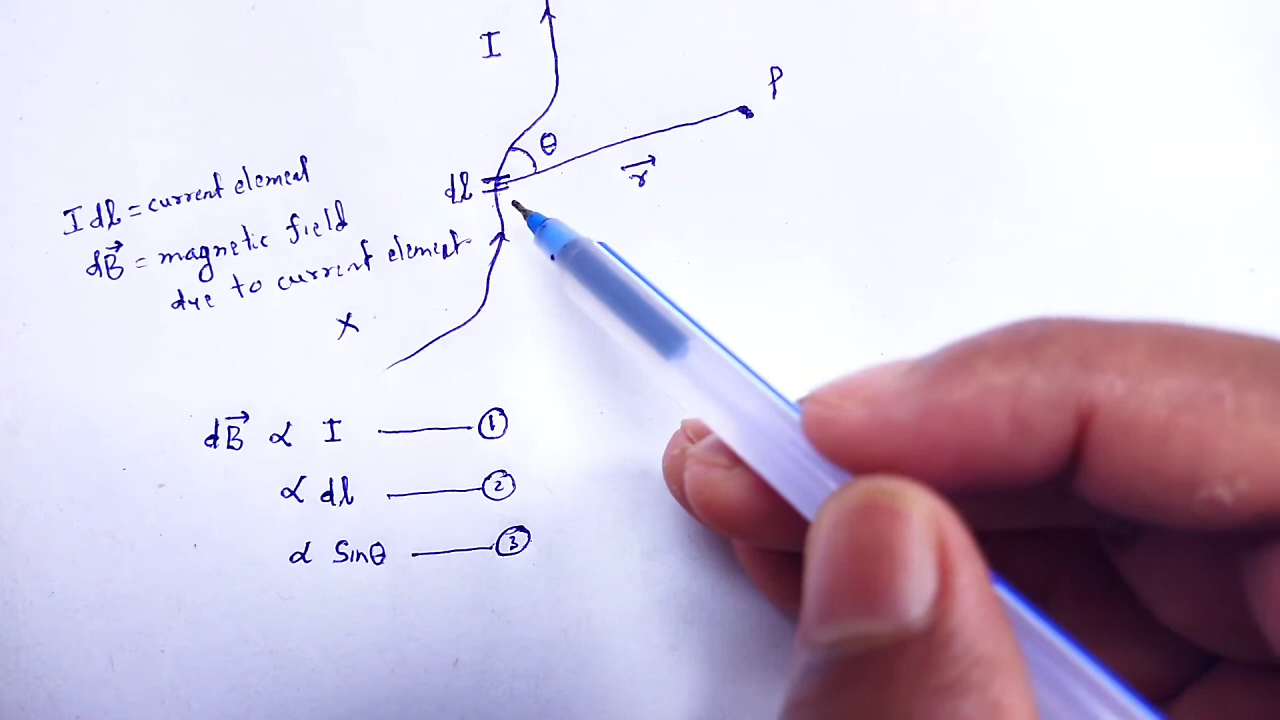 I
P
θ
r⃗
dl
I dl = current element
dB⃗ = magnetic field
due to current element
X
dB⃗ ∝ I ——— ①
∝ dl ——— ②
∝ Sinθ ——— ③